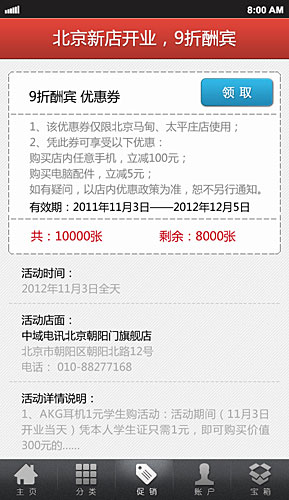 8:00 AM
北京新店开业，9折酬宾
9折酬宾 优惠券
领 取
1、该优惠券仅限北京马甸、太平庄店使用；
2、凭此券可享受以下优惠：
购买店内任意手机，立减100元；
购买电脑配件，立减5元；
如有疑问，以店内优惠政策为准，恕不另行通知。
有效期：2011年11月3日——2012年12月5日
共：10000张
剩余：8000张
活动时间：
2012年11月3日全天
活动店面：
中域电讯北京朝阳门旗舰店
北京市朝阳区朝阳北路12号
电话： 010-88277168
活动详情说明：
1、AKG耳机1元学生购活动：活动期间（11月3日
开业当天）凭本人学生证只需1元，即可购买价值
300元的......
主 页
分 类
促 销
账 户
宝 箱